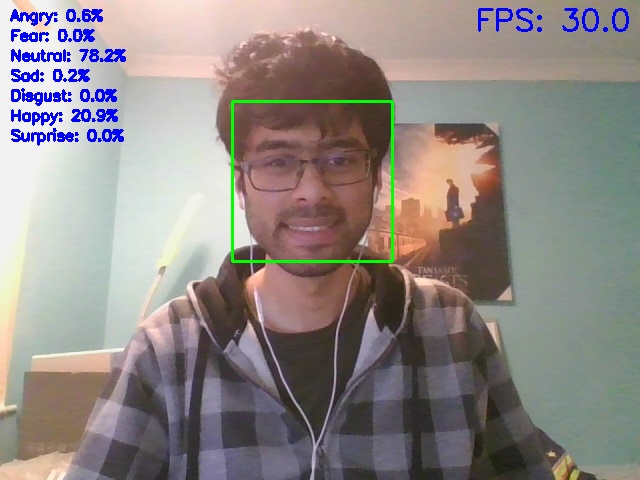 Angry: 0.6%
Fear: 0.0%
Neutral: 78.2%
Sad: 0.2%
Disgust: 0.0%
Happy: 20.9%
Surprise: 0.0%
FPS: 30.0
FANTASTIC
BEASTS